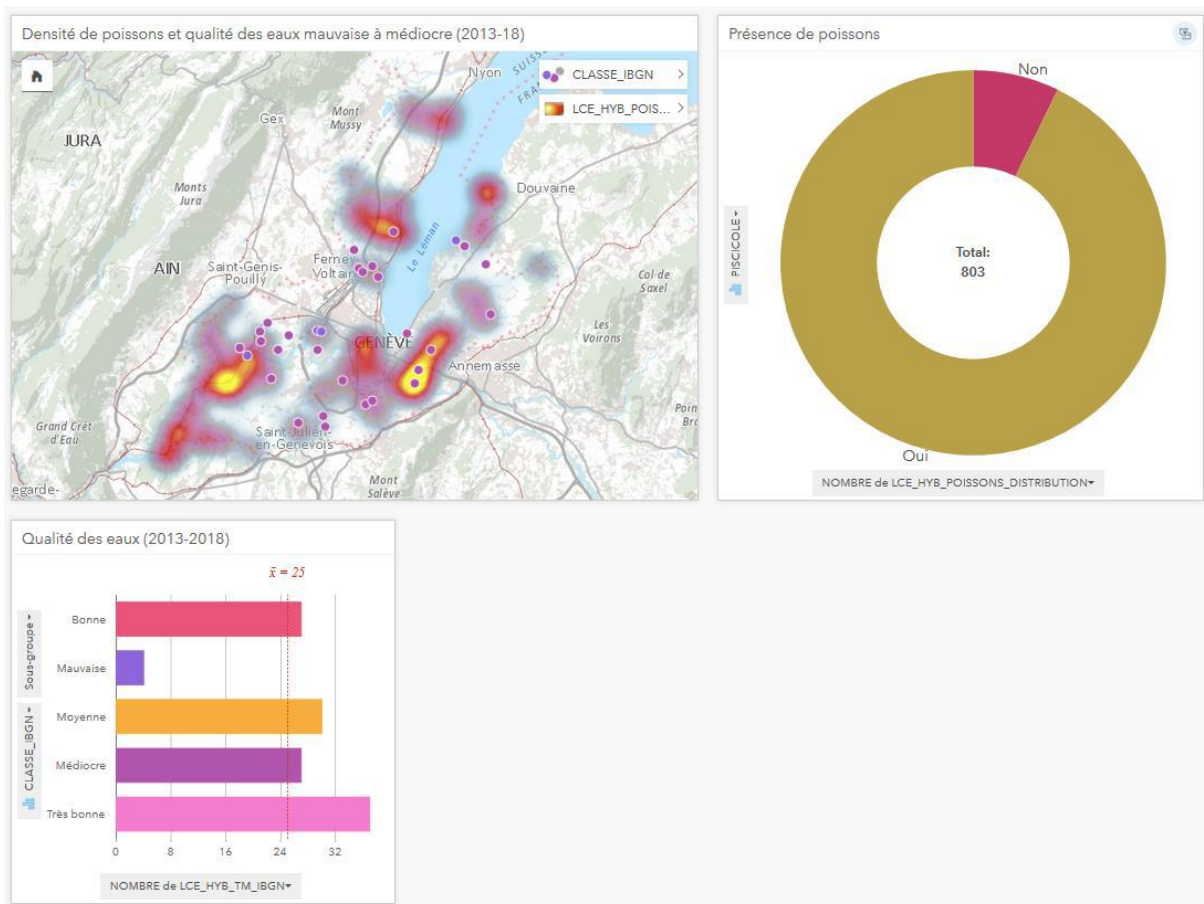 Densité de poissons et qualité des eaux mauvaise à médiocre (2013-18)
CLASSE_IBGN
LCE_HYB_POIS...
Nyon
SUISSE
Gex
Mont
Mussy
JURA
Monts
Jura
Douvaine
Le Léman
AIN
Saint-Genis-
Pouilly
Ferney
Voltaire
Col de
Saxel
Les
Voirons
GENÈVE
Annemasse
Grand Crêt
d'Eau
Saint-Julien
-en-Genevois
Mont
Salève
egarde-
Présence de poissons
Non
PISCICOLE
Total:
803
Oui
NOMBRE de LCE_HYB_POISSONS_DISTRIBUTION
Qualité des eaux (2013-2018)
x̄ = 25
Sous-groupe
CLASSE_IBGN
Bonne
Mauvaise
Moyenne
Médiocre
Très bonne
0 8 16 24 32
NOMBRE de LCE_HYB_TM_IBGN